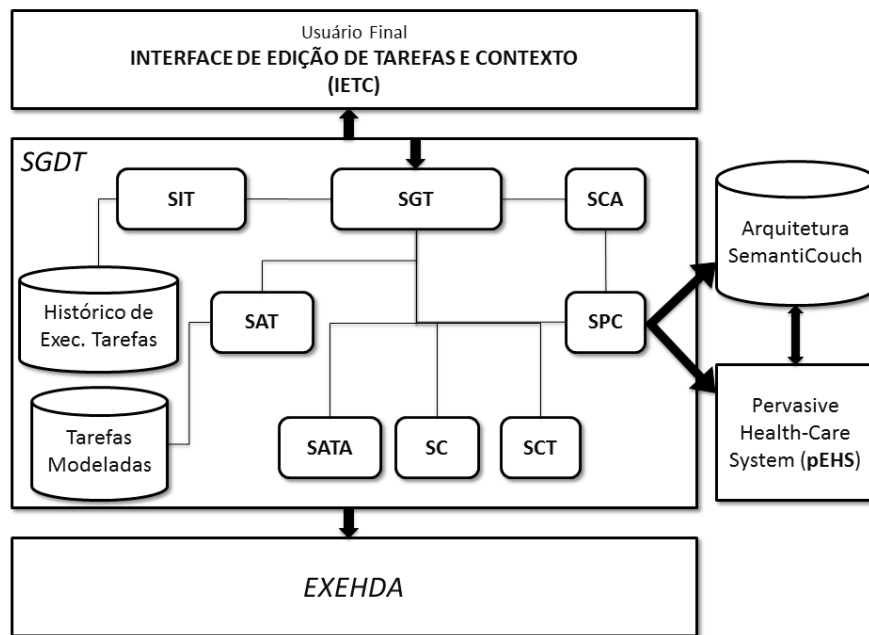 Usuário Final
INTERFACE DE EDIÇÃO DE TAREFAS E CONTEXTO
(IETC)
SGDT
SIT
SGT
SCA
Arquitetura
SemantiCouch
Histórico de
Exec. Tarefas
SAT
SPC
Tarefas
Modeladas
SATA
SC
SCT
Pervasive
Health-Care
System (pEHS)
EXEHDA